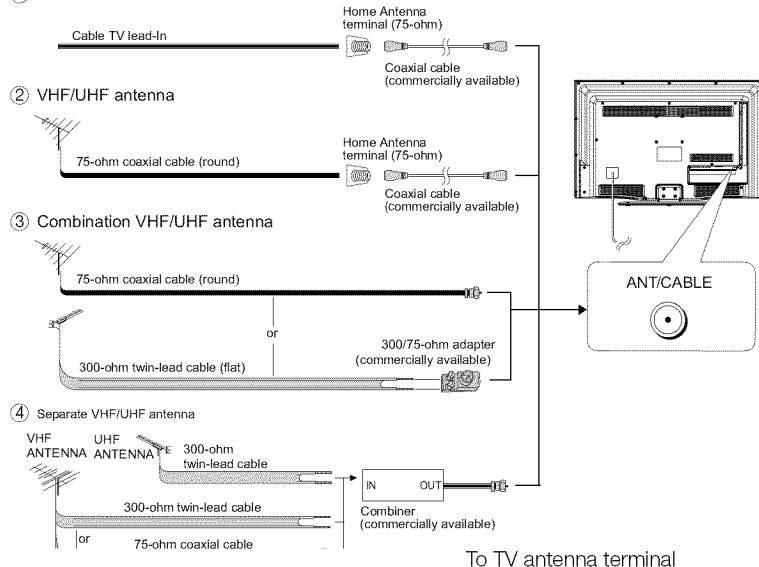 Home Antenna
terminal (75-ohm)
Cable TV lead-In
Coaxial cable
(commercially available)
② VHF/UHF antenna
Home Antenna
terminal (75-ohm)
75-ohm coaxial cable (round)
Coaxial cable
(commercially available)
③ Combination VHF/UHF antenna
75-ohm coaxial cable (round)
ANT/CABLE
or
300/75-ohm adapter
(commercially available)
300-ohm twin-lead cable (flat)
④ Separate VHF/UHF antenna
VHF
ANTENNA
UHF
ANTENNA
300-ohm
twin-lead cable
IN OUT
300-ohm twin-lead cable
Combiner
(commercially available)
or
75-ohm coaxial cable
To TV antenna terminal